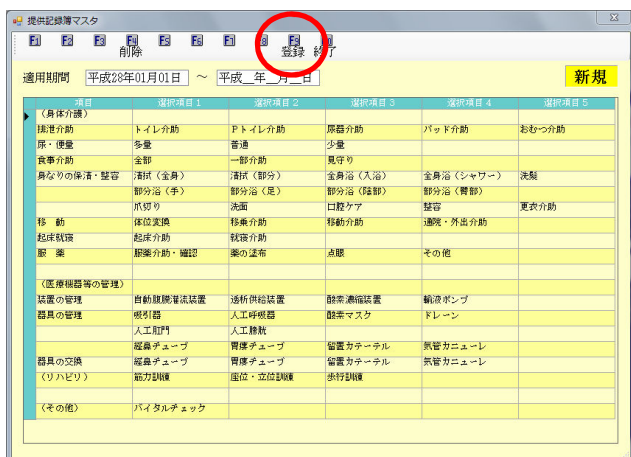 提供記録簿マスタ
F1 F2 F3 F4 F5 F6 F9
削除 登録 終了
適用期間 平成28年01月01日 ～ 平成__年__月__日 新規
項目 選択項目1 選択項目2 選択項目3 選択項目4 選択項目5
（身体介護）
排泄介助 トイレ介助 Pトイレ介助 尿器介助 パッド介助 おむつ介助
尿・便量 多量 普通 少量
食事介助 全部 一部介助 見守り
身なりの保清・整容 清拭（全身） 清拭（部分） 全身浴（入浴） 全身浴（シャワー） 洗髪
部分浴（手） 部分浴（足） 部分浴（陰部） 部分浴（臀部）
爪切り 洗面 口腔ケア 整容 更衣介助
移　動 体位変換 移乗介助 移動介助 通院・外出介助
起床就寝 起床介助 就寝介助
服　薬 服薬介助・確認 薬の塗布 点眼 その他
（医療機器等の管理）
装置の管理 自動腹膜灌流装置 透析供給装置 酸素濃縮装置 輸液ポンプ
器具の管理 吸引器 人工呼吸器 酸素マスク ドレーン
人工肛門 人工膀胱
経鼻チューブ 胃瘻チューブ 留置カテーテル 気管カニューレ
器具の交換 経鼻チューブ 胃瘻チューブ 留置カテーテル 気管カニューレ
（リハビリ） 筋力訓練 座位・立位訓練 歩行訓練
（その他） バイタルチェック